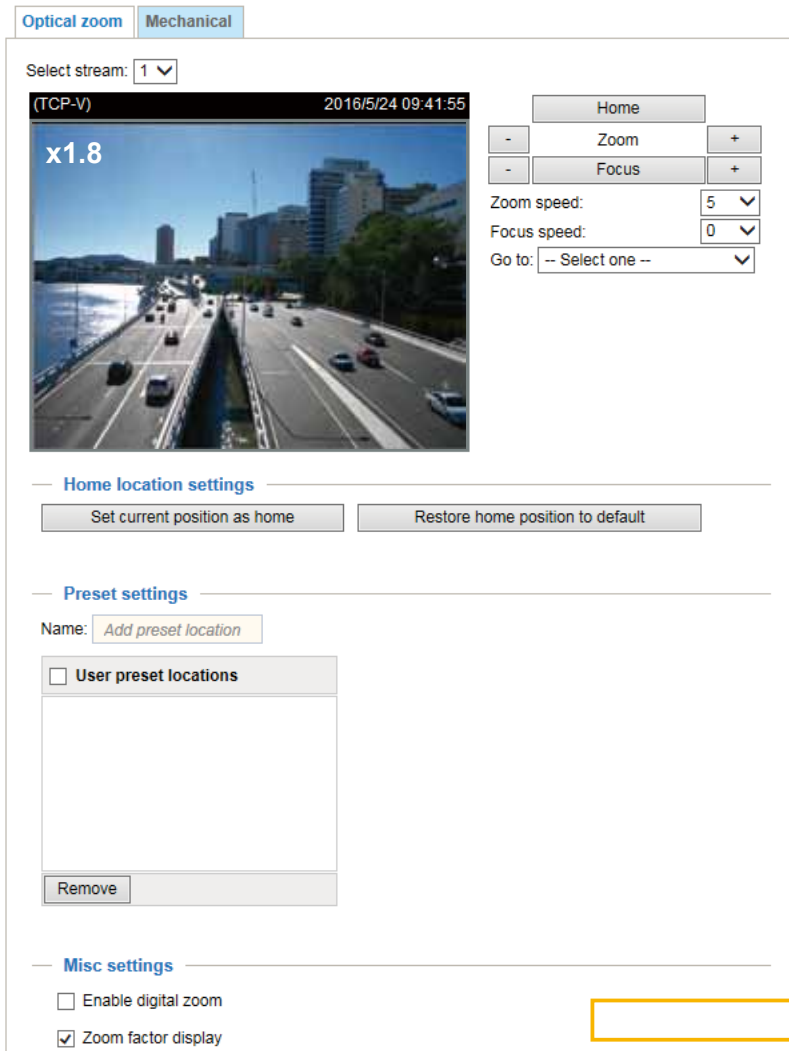 Optical zoom Mechanical
Select stream: 1
(TCP-V) 2016/5/24 09:41:55
x1.8
Home
- Zoom +
- Focus +
Zoom speed: 5
Focus speed: 0
Go to: -- Select one --
Home location settings
Set current position as home Restore home position to default
Preset settings
Name: Add preset location
User preset locations
Remove
Misc settings
Enable digital zoom
Zoom factor display